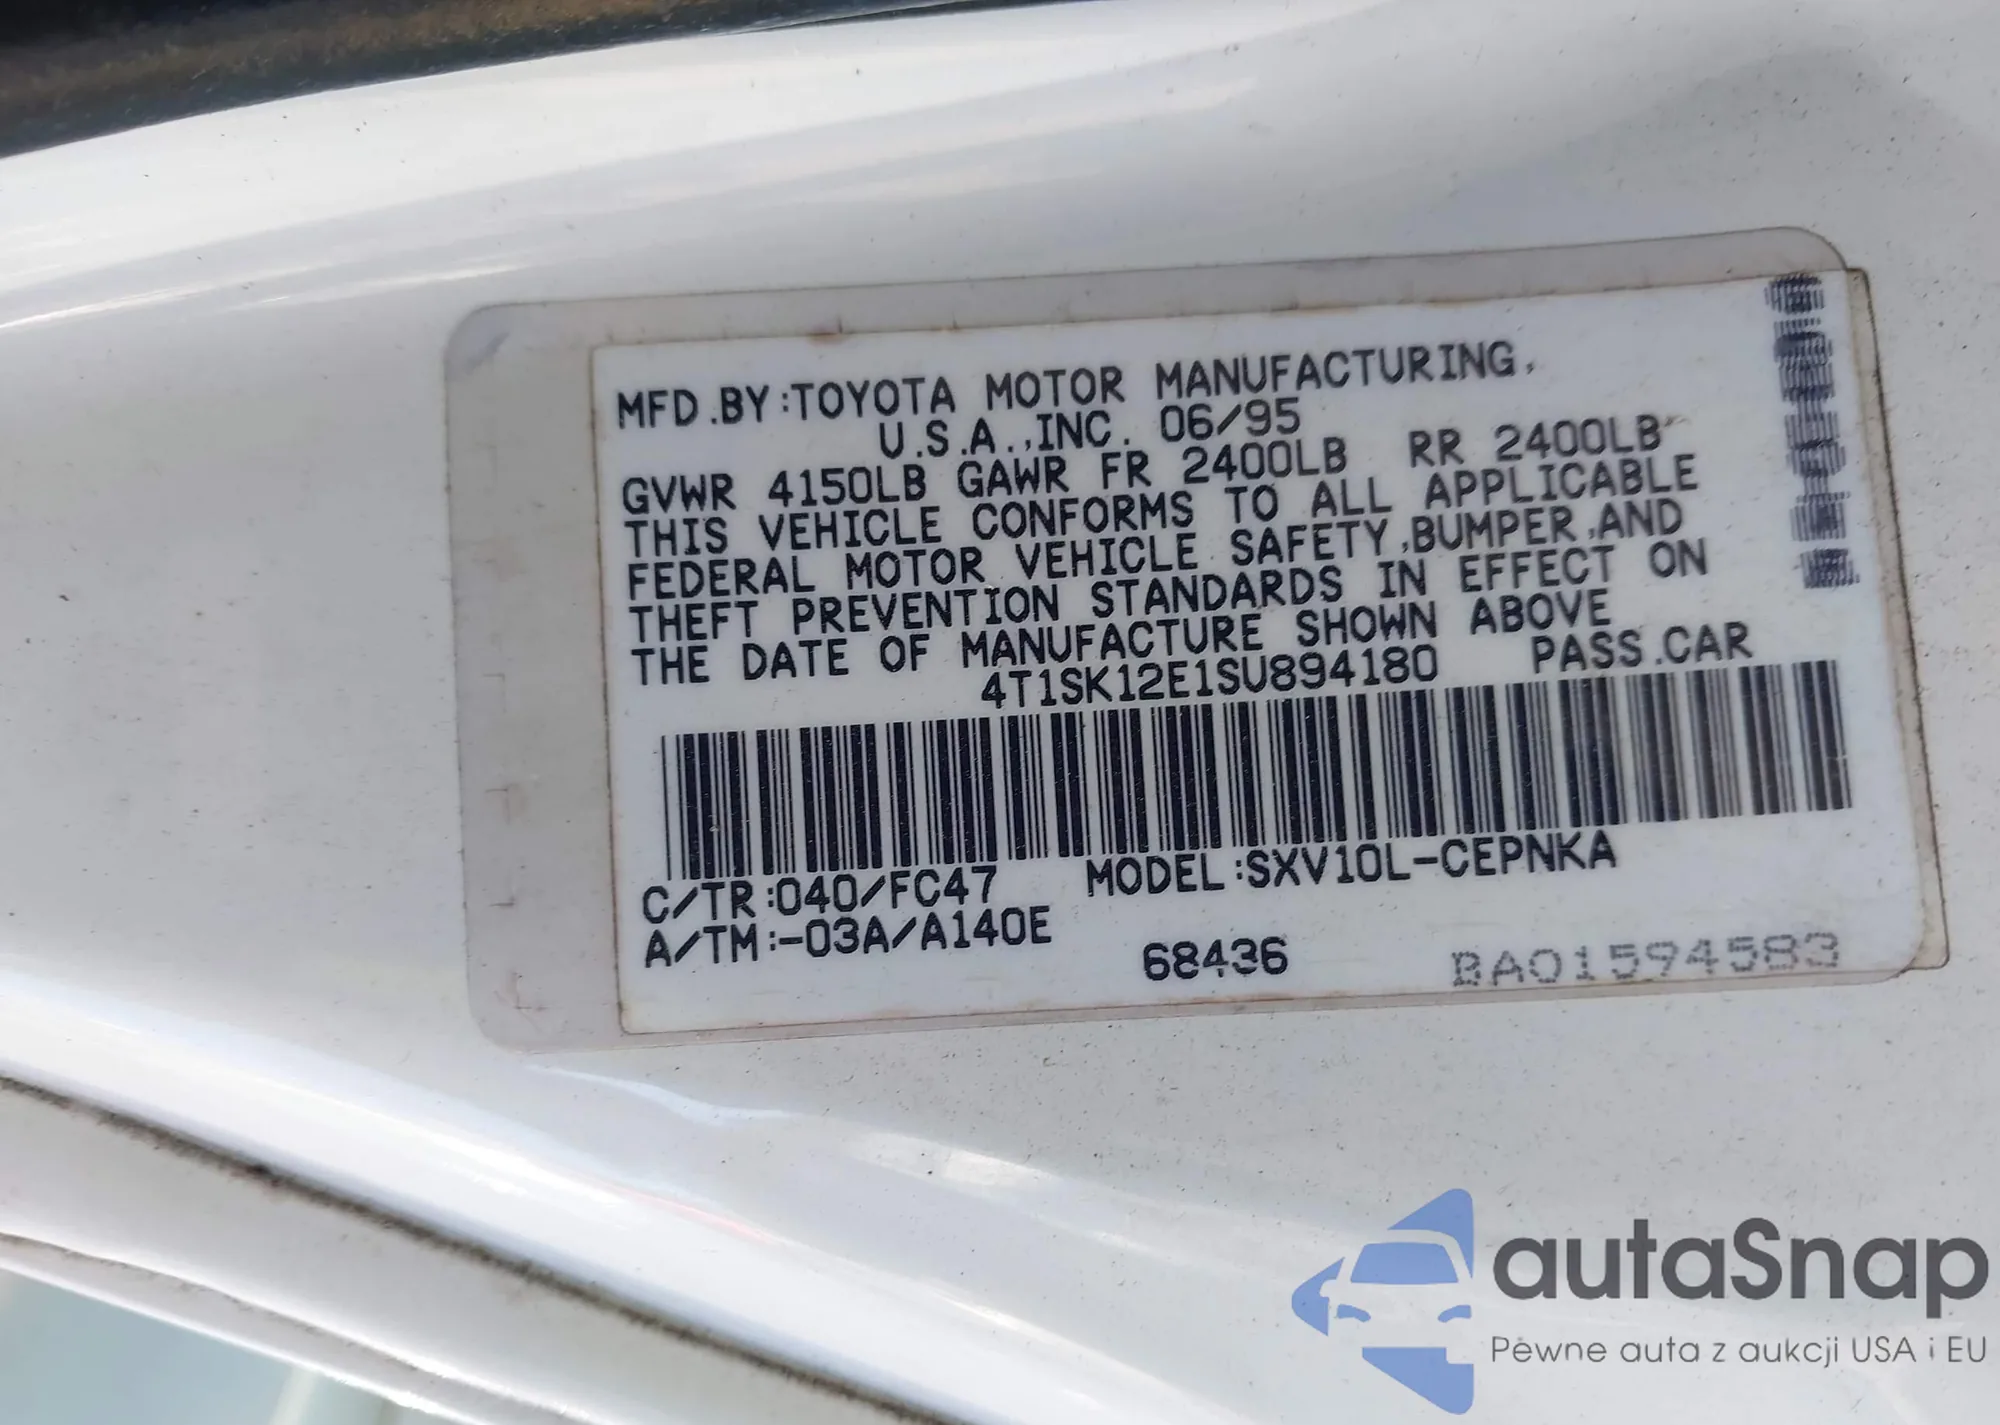 MFD.BY:TOYOTA MOTOR MANUFACTURING,
U.S.A.,INC. 06/95
GVWR 4150LB GAWR FR 2400LB RR 2400LB
THIS VEHICLE CONFORMS TO ALL APPLICABLE
FEDERAL MOTOR VEHICLE SAFETY,BUMPER,AND
THEFT PREVENTION STANDARDS IN EFFECT ON
THE DATE OF MANUFACTURE SHOWN ABOVE
4T1SK12E1SU894180 PASS.CAR
C/TR:040/FC47 MODEL:SXV10L-CEPNKA
A/TM:-03A/A140E
68436 BA01594583
autaSnap
Pewne auta z aukcji USA i EU